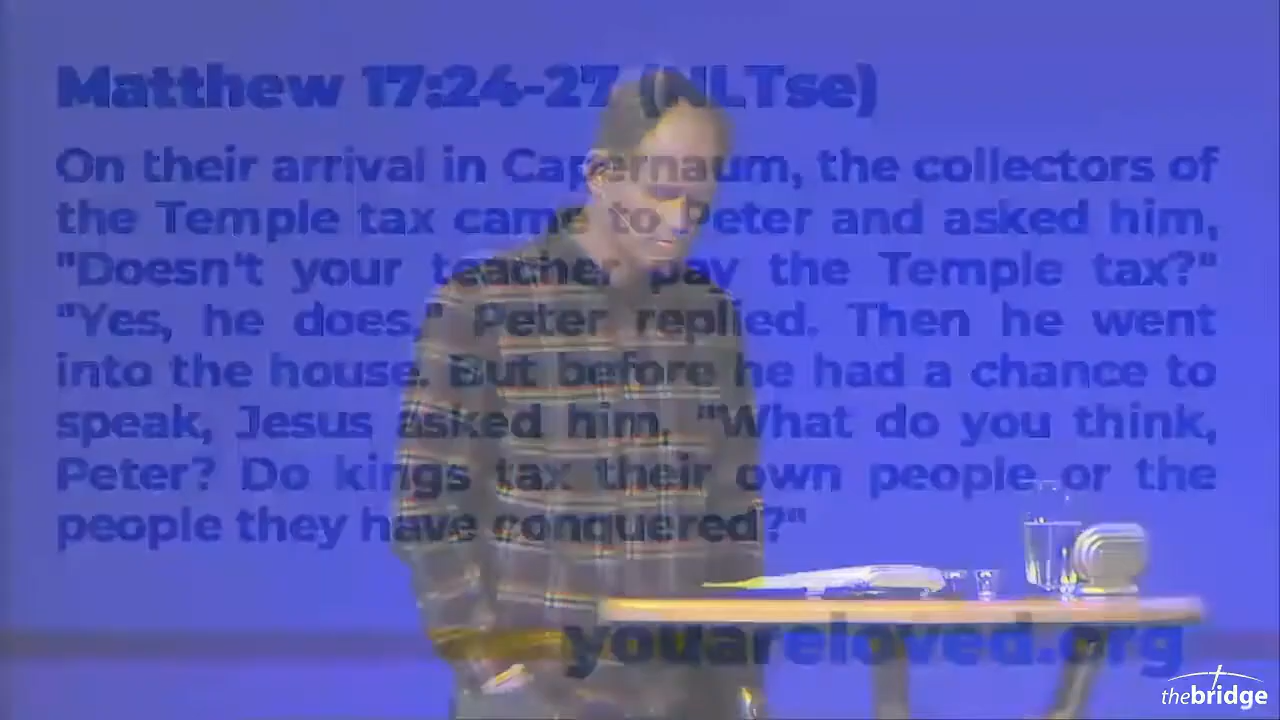 Matthew 17:24-27 (NLTse)
On their arrival in Capernaum, the collectors of
the Temple tax came to Peter and asked him,
"Doesn't your teacher pay the Temple tax?"
"Yes, he does," Peter replied. Then he went
into the house. But before he had a chance to
speak, Jesus asked him, "What do you think,
Peter? Do kings tax their own people or the
people they have conquered?"
youareloved.org
thebridge